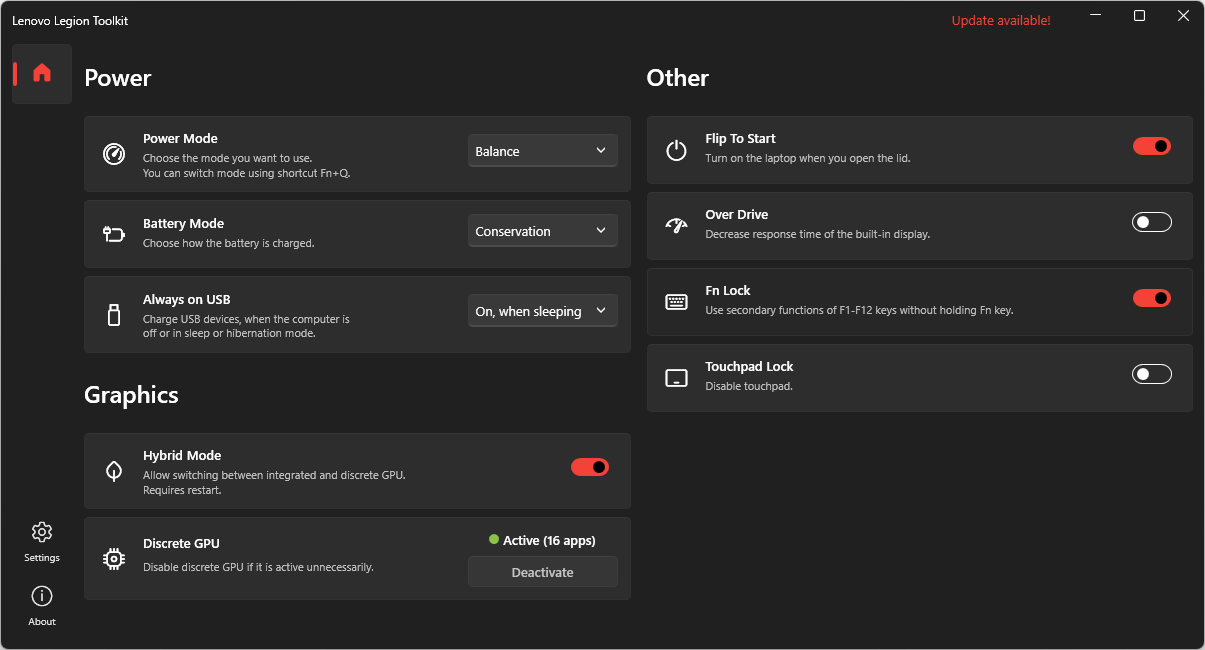 Lenovo Legion Toolkit
Update available!
Power
Power Mode
Choose the mode you want to use.
You can switch mode using shortcut Fn+Q.
Balance
Battery Mode
Choose how the battery is charged.
Conservation
Always on USB
Charge USB devices, when the computer is
off or in sleep or hibernation mode.
On, when sleeping
Graphics
Hybrid Mode
Allow switching between integrated and discrete GPU.
Requires restart.
Discrete GPU
Disable discrete GPU if it is active unnecessarily.
Active (16 apps)
Deactivate
Other
Flip To Start
Turn on the laptop when you open the lid.
Over Drive
Decrease response time of the built-in display.
Fn Lock
Use secondary functions of F1-F12 keys without holding Fn key.
Touchpad Lock
Disable touchpad.
Settings
About